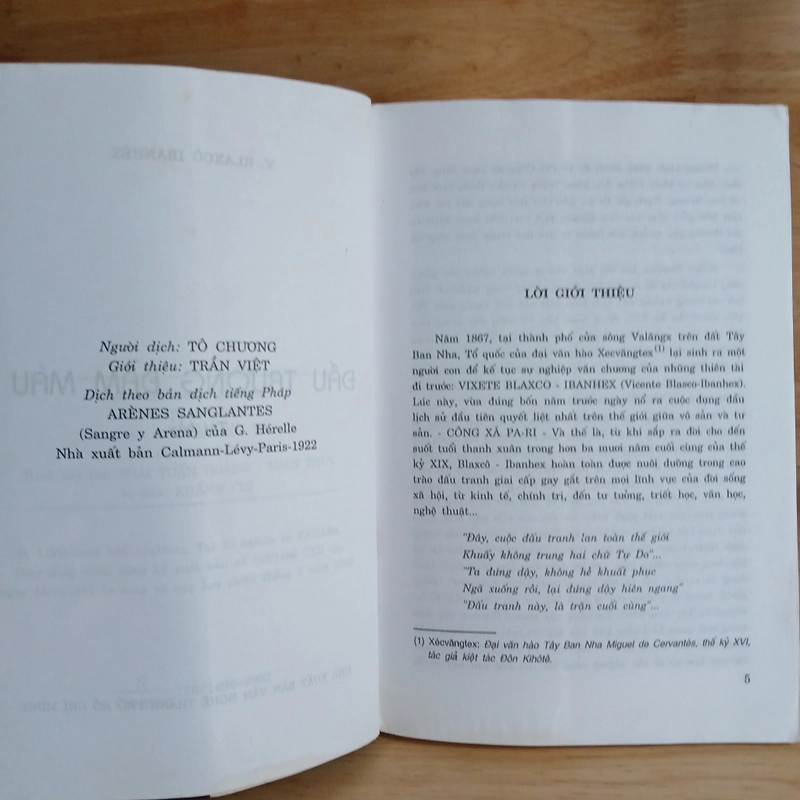 Người dịch: TÔ CHƯƠNG
Giới thiệu: TRẦN VIỆT
Dịch theo bản dịch tiếng Pháp
ARÈNES SANGLANTES
(Sangre y Arena) của G. Hérelle
Nhà xuất bản Calmann-Lévy-Paris-1922
LỜI GIỚI THIỆU
Năm 1867, tại thành phố cửa sông Valăngx trên đất Tây
Ban Nha, Tổ quốc của đại văn hào Xecvăngtex(1) lại sinh ra một
người con để kế tục sự nghiệp văn chương của những thiên tài
đi trước: VIXETE BLAXCO - IBANHEX (Vicente Blasco-Ibanhex).
Lúc này, vừa đúng bốn năm trước ngày nổ ra cuộc đụng đầu
lịch sử đầu tiên quyết liệt nhất trên thế giới giữa vô sản và tư
sản. - CÔNG XÃ PA-RI - Và thế là, từ khi sắp ra đời cho đến
suốt tuổi thanh xuân trong hơn ba mươi năm cuối cùng của thế
kỷ XIX, Blaxcô - Ibanhex hoàn toàn được nuôi dưỡng trong cao
trào đấu tranh giai cấp gay gắt trên mọi lĩnh vực của đời sống
xã hội, từ kinh tế, chính trị, đến tư tưởng, triết học, văn học,
nghệ thuật...
"Đây, cuộc đấu tranh lan toàn thế giới
Khuấy không trung hai chữ Tự Do"...
"Ta đứng dậy, không hề khuất phục
Ngã xuống rồi, lại đứng dậy hiên ngang"
"Đấu tranh này, là trận cuối cùng"...
(1) Xécvăngtex: Đại văn hào Tây Ban Nha Miguel de Cervantès, thế kỷ XVI,
tác giả kiệt tác Đôn Kihôtê.
5